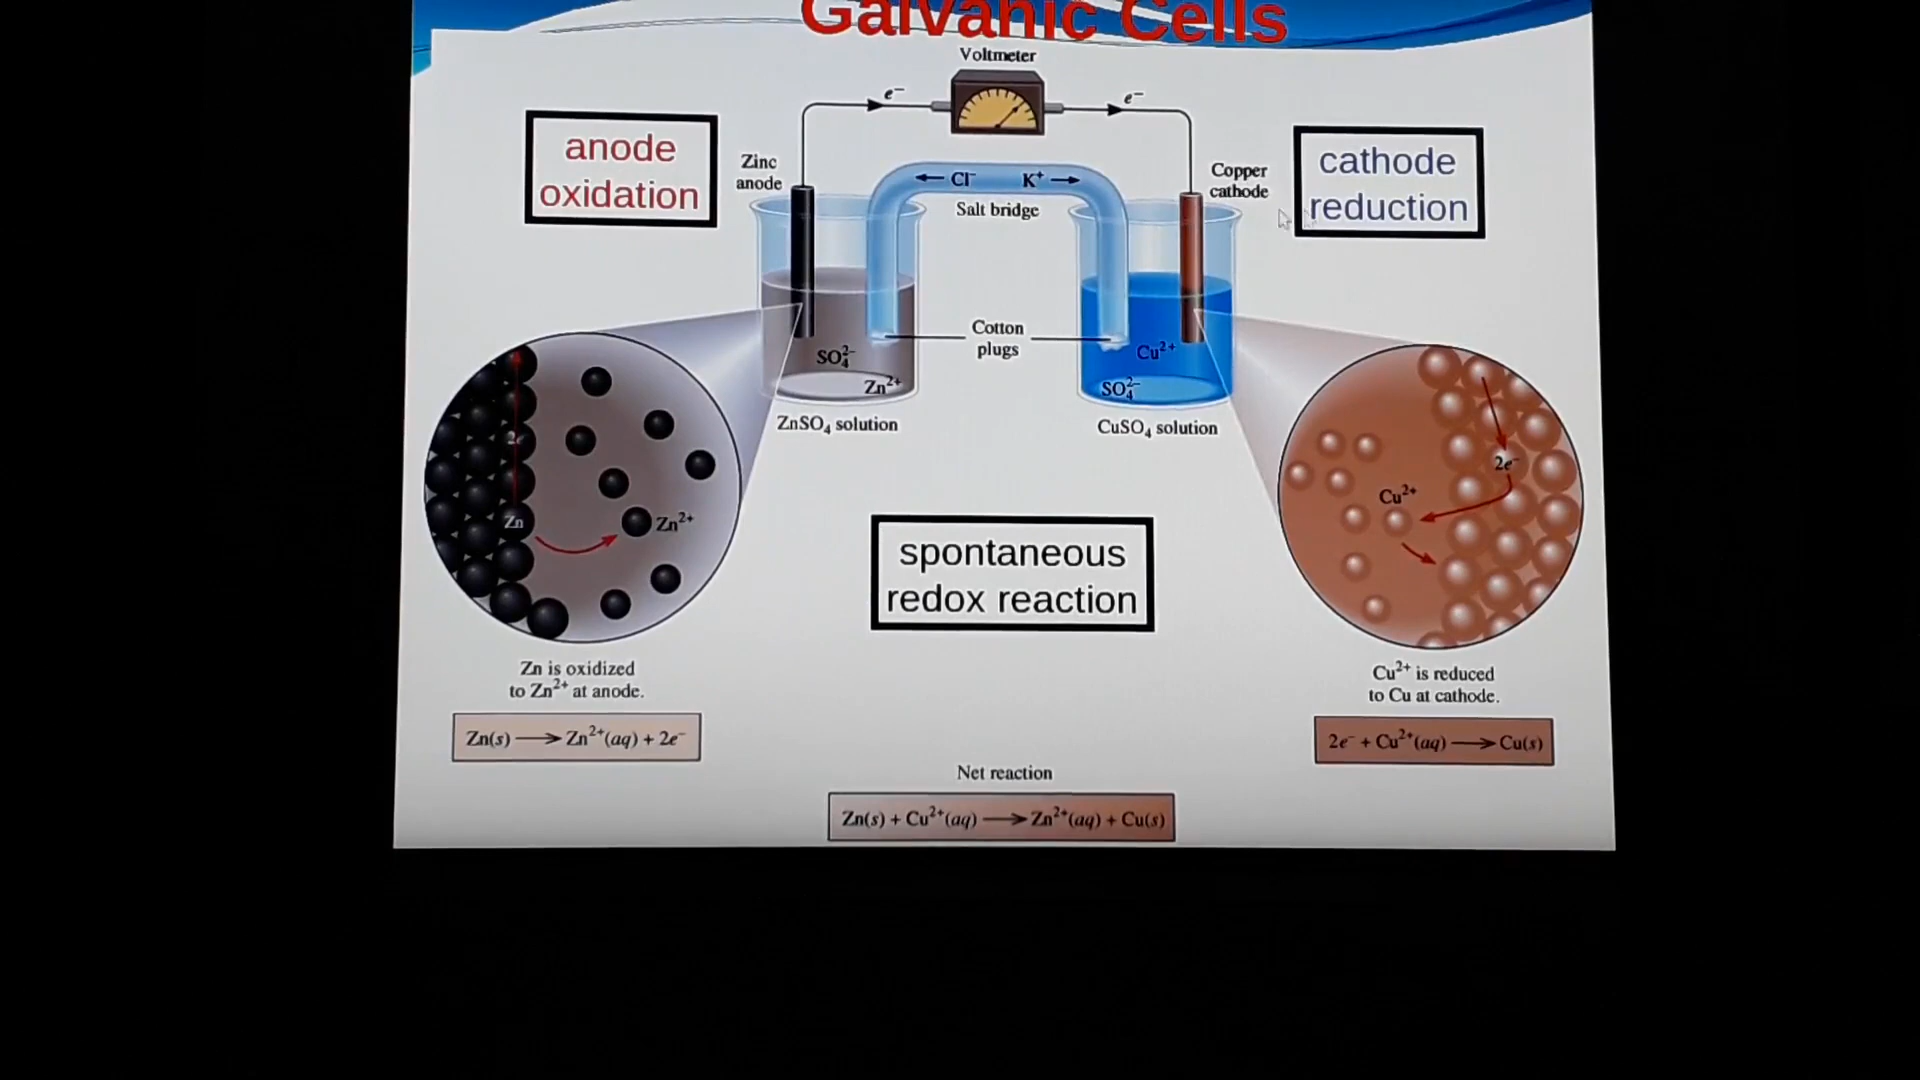 Galvanic Cells
Voltmeter
e⁻
e⁻
anode
oxidation
Zinc
anode
Cl⁻
K⁺
Salt bridge
Copper
cathode
cathode
reduction
Cotton
plugs
SO₄²⁻
Zn²⁺
Cu²⁺
SO₄²⁻
ZnSO₄ solution
CuSO₄ solution
2e⁻
Zn
Zn²⁺
2e⁻
Cu²⁺
spontaneous
redox reaction
Zn is oxidized
to Zn²⁺ at anode.
Zn(s) ⟶ Zn²⁺(aq) + 2e⁻
Cu²⁺ is reduced
to Cu at cathode.
2e⁻ + Cu²⁺(aq) ⟶ Cu(s)
Net reaction
Zn(s) + Cu²⁺(aq) ⟶ Zn²⁺(aq) + Cu(s)